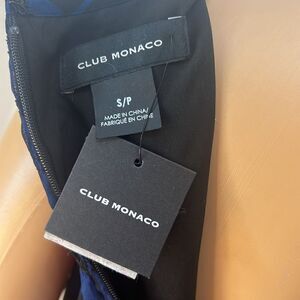 CLUB MONACO
S/P
MADE IN CHINA/
FABRIQUÉ EN CHINE
CLUB MONACO